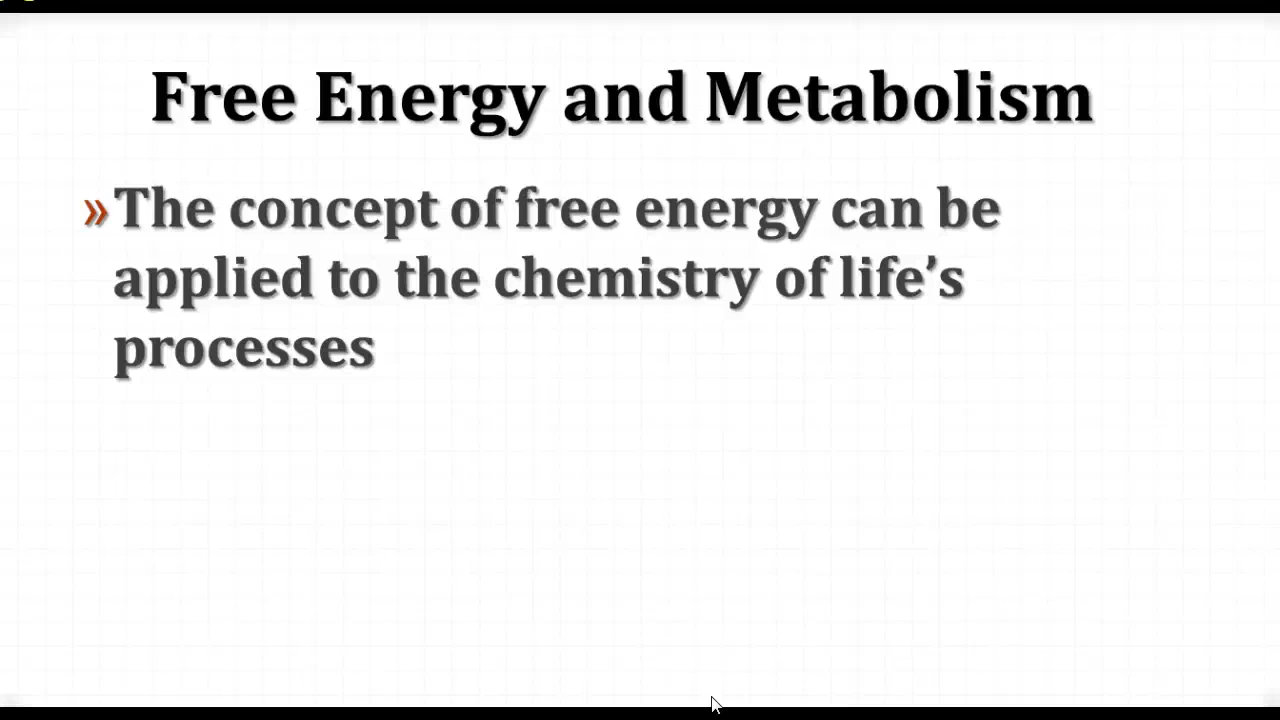 Free Energy and Metabolism
»The concept of free energy can be
applied to the chemistry of life’s
processes